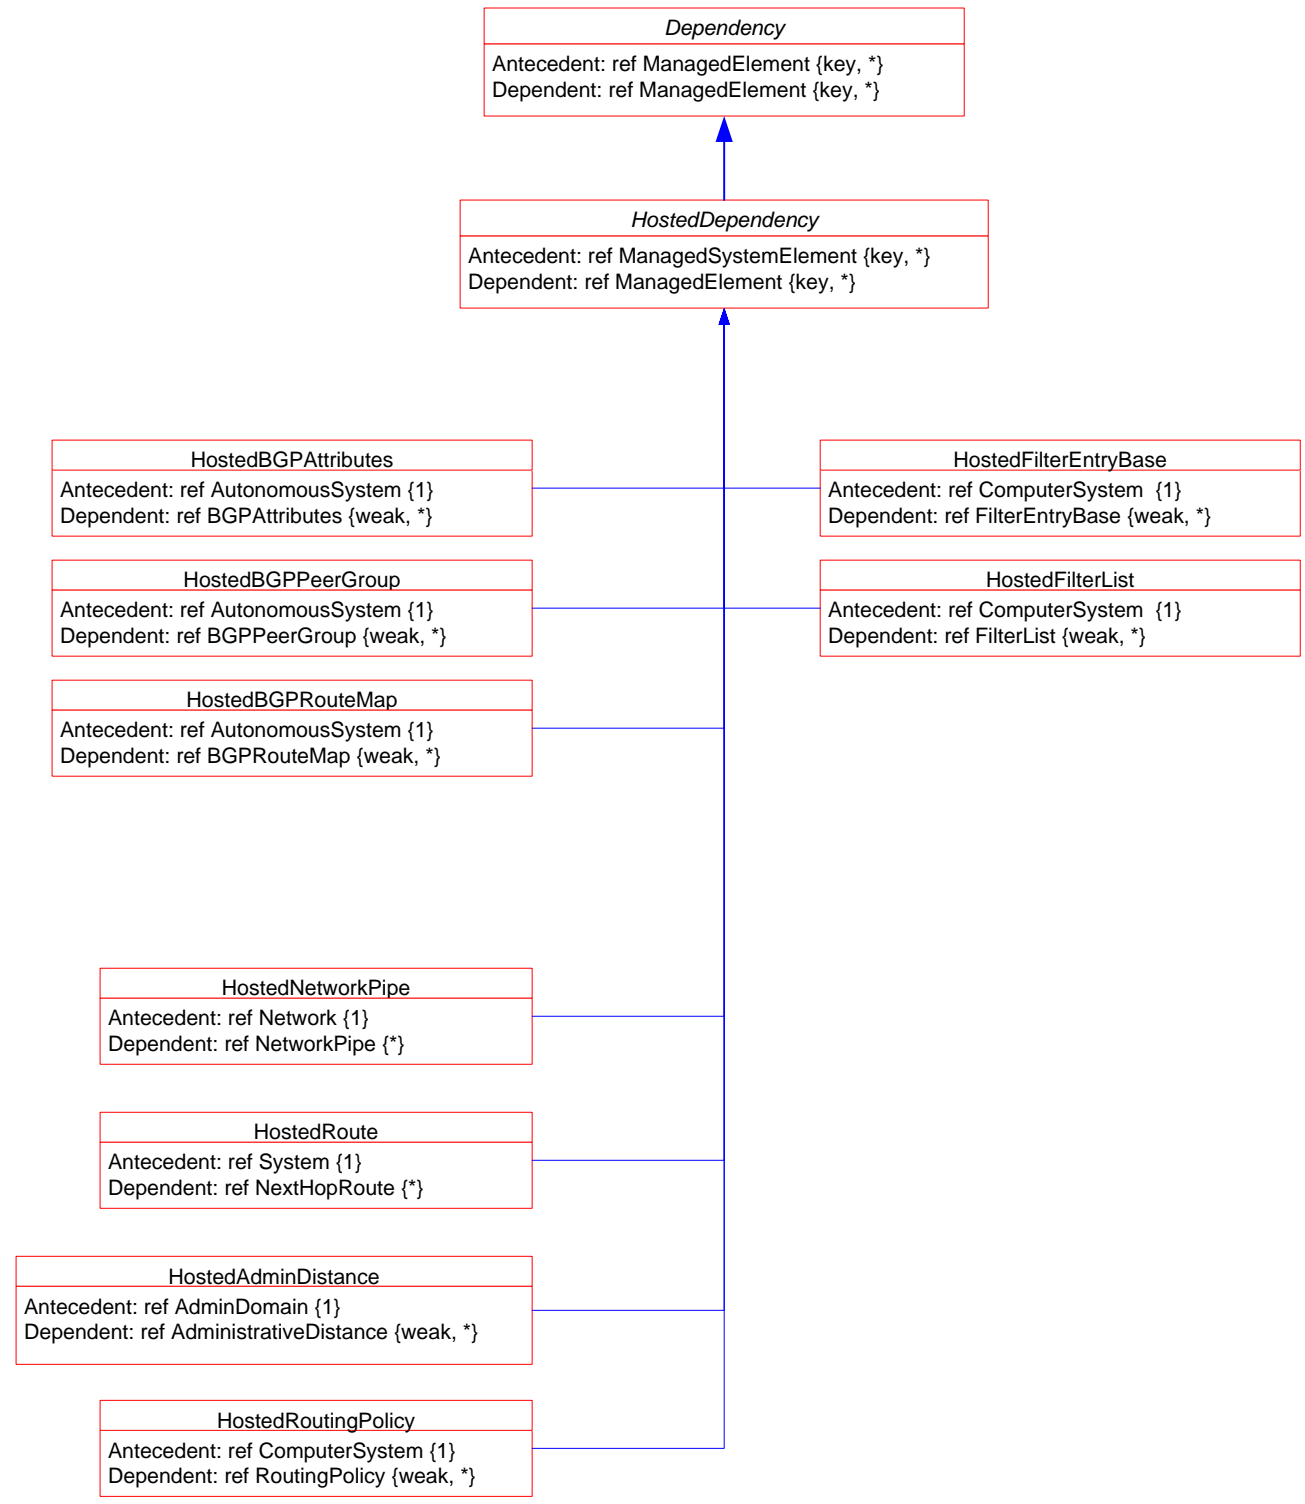 Dependency
Antecedent: ref ManagedElement {key, *}
Dependent: ref ManagedElement {key, *}
HostedDependency
Antecedent: ref ManagedSystemElement {key, *}
Dependent: ref ManagedElement {key, *}
HostedBGPAttributes
Antecedent: ref AutonomousSystem {1}
Dependent: ref BGPAttributes {weak, *}
HostedFilterEntryBase
Antecedent: ref ComputerSystem  {1}
Dependent: ref FilterEntryBase {weak, *}
HostedBGPPeerGroup
Antecedent: ref AutonomousSystem {1}
Dependent: ref BGPPeerGroup {weak, *}
HostedFilterList
Antecedent: ref ComputerSystem  {1}
Dependent: ref FilterList {weak, *}
HostedBGPRouteMap
Antecedent: ref AutonomousSystem {1}
Dependent: ref BGPRouteMap {weak, *}
HostedNetworkPipe
Antecedent: ref Network {1}
Dependent: ref NetworkPipe {*}
HostedRoute
Antecedent: ref System {1}
Dependent: ref NextHopRoute {*}
HostedAdminDistance
Antecedent: ref AdminDomain {1}
Dependent: ref AdministrativeDistance {weak, *}
HostedRoutingPolicy
Antecedent: ref ComputerSystem {1}
Dependent: ref RoutingPolicy {weak, *}